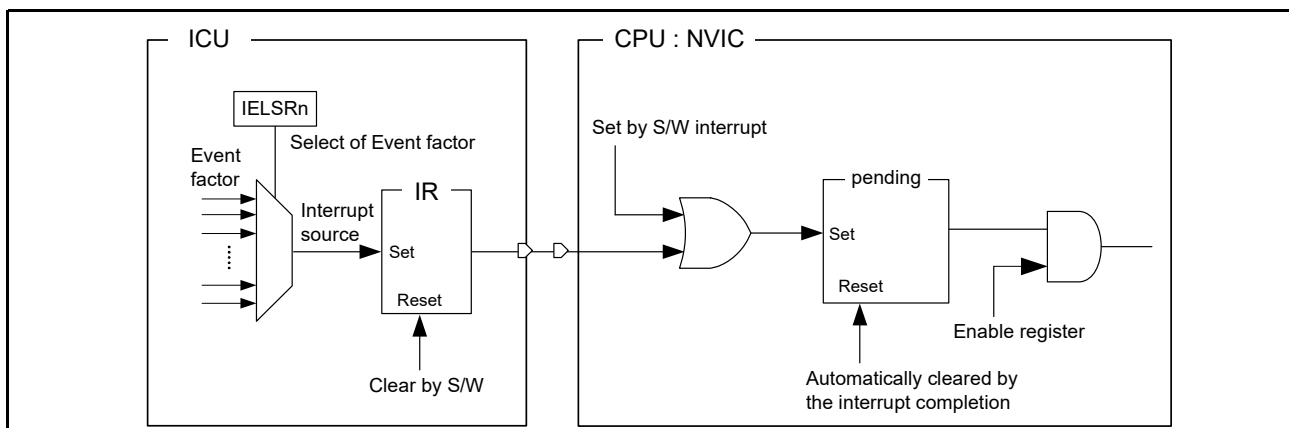 ICU
CPU : NVIC
IELSRn
Select of Event factor
Event
factor
Interrupt
source
IR
Set
Reset
Clear by S/W
Set by S/W interrupt
pending
Set
Reset
Enable register
Automatically cleared by
the interrupt completion